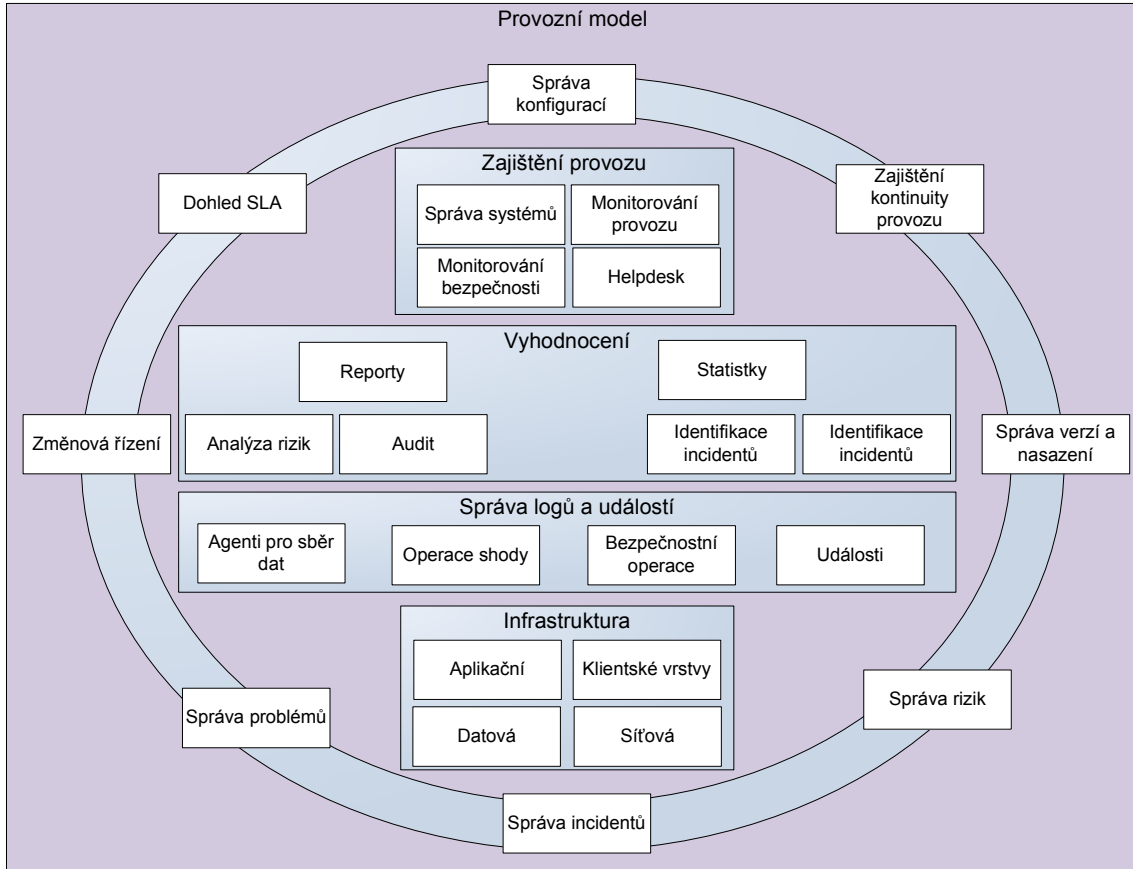 Provozní model
Správa
konfigurací
Zajištění provozu
Dohled SLA
Zajištění
kontinuity
provozu
Správa systémů
Monitorování
provozu
Monitorování
bezpečnosti
Helpdesk
Vyhodnocení
Reporty
Statistky
Změnová řízení
Analýza rizik
Audit
Identifikace
incidentů
Identifikace
incidentů
Správa verzí a
nasazení
Správa logů a událostí
Agenti pro sběr
dat
Operace shody
Bezpečnostní
operace
Události
Infrastruktura
Aplikační
Klientské vrstvy
Datová
Síťová
Správa problémů
Správa rizik
Správa incidentů